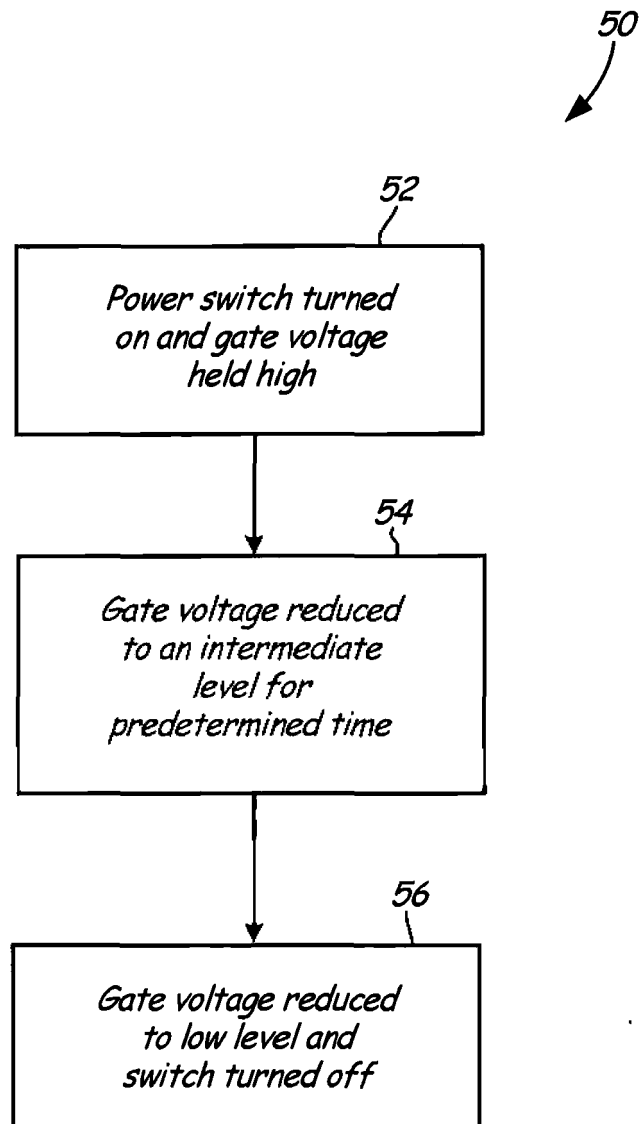 50
52
Power switch turned
on and gate voltage
held high
54
Gate voltage reduced
to an intermediate
level for
predetermined time
56
Gate voltage reduced
to low level and
switch turned off